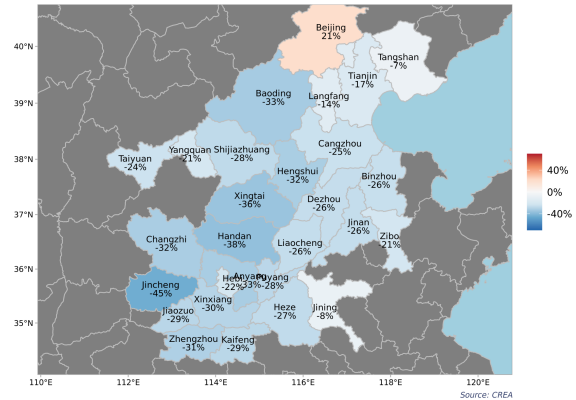 40°N
39°N
38°N
37°N
36°N
35°N
Beijing
21%
Tangshan
-7%
Tianjin
-17%
Langfang
-14%
Baoding
-33%
Cangzhou
-25%
Yangquan
-21%
Shijiazhuang
-28%
Taiyuan
-24%
Hengshui
-32%
Binzhou
-26%
Xingtai
-36%
Dezhou
-26%
Jinan
-26%
Zibo
-21%
Handan
-38%
Changzhi
-32%
Liaocheng
-26%
Anyang
-33%
Puyang
-28%
-22%
Jincheng
-45%
Xinxiang
-30%
Jiaozuo
-29%
Heze
-27%
Jining
-8%
Zhengzhou
-31%
Kaifeng
-29%
40%
0%
-40%
110°E
112°E
114°E
116°E
118°E
120°E
Source: CREA